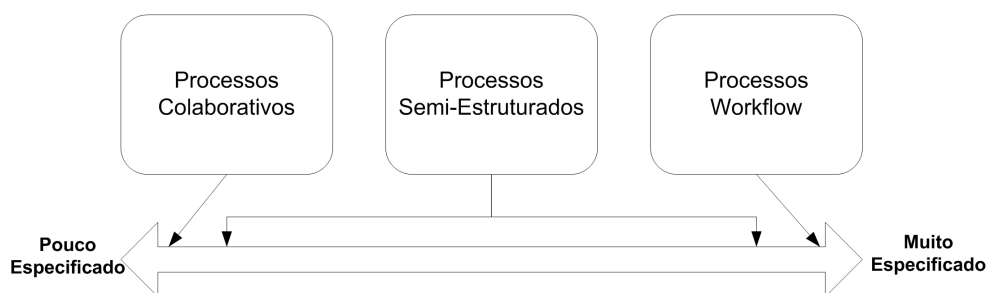 Processos
Colaborativos
Processos
Semi-Estruturados
Processos
Workflow
Pouco
Especificado
Muito
Especificado